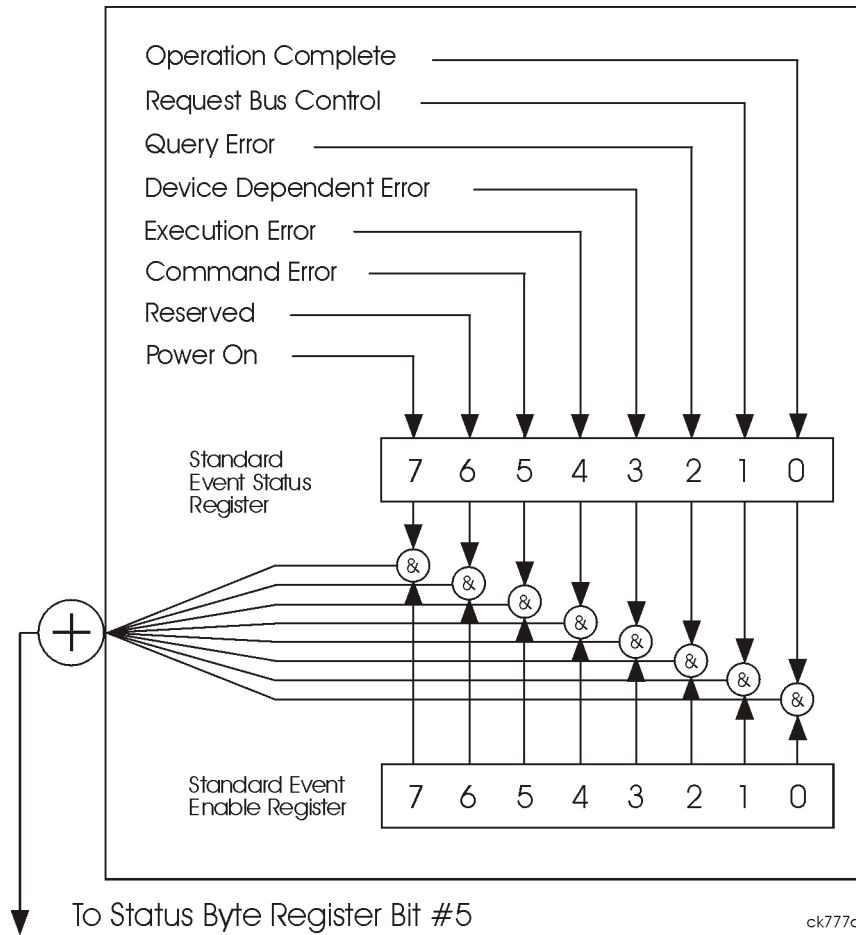 Operation Complete
Request Bus Control
Query Error
Device Dependent Error
Execution Error
Command Error
Reserved
Power On
Standard
Event Status
Register
7 6 5 4 3 2 1 0
&
&
&
&
&
&
&
&
+
Standard Event
Enable Register
7 6 5 4 3 2 1 0
To Status Byte Register Bit #5